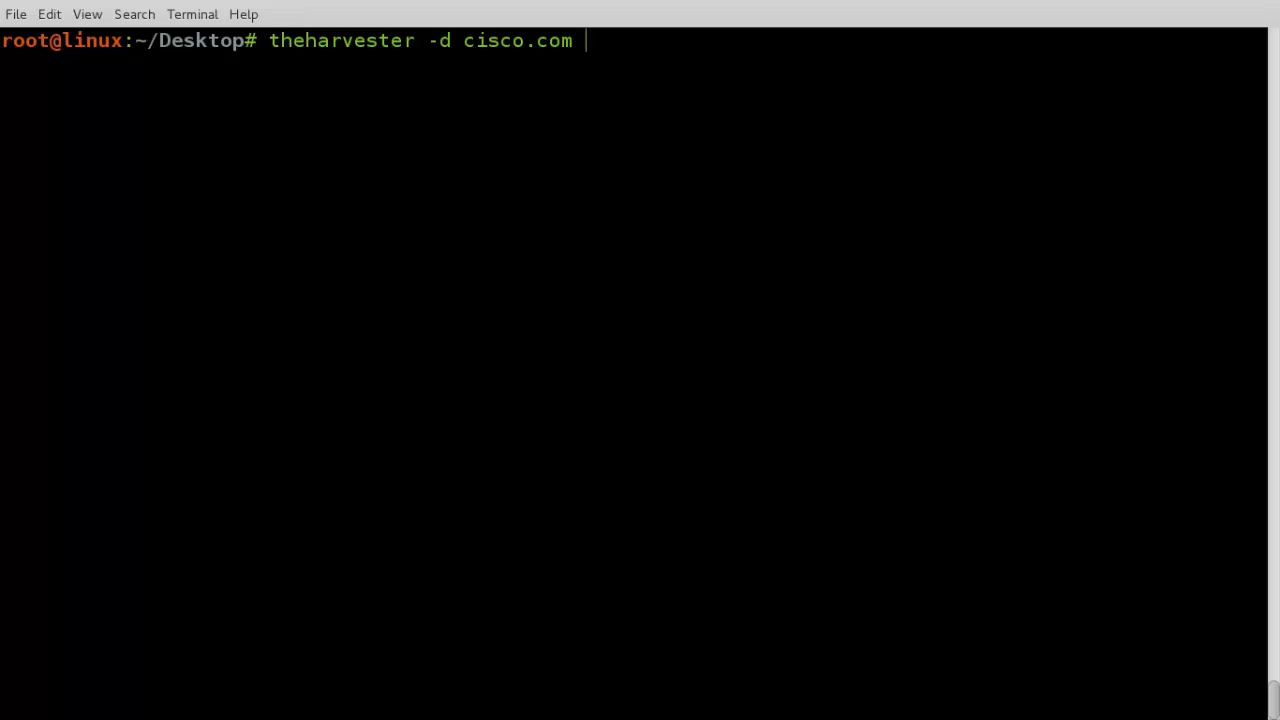 File Edit View Search Terminal Help
root@linux:~/Desktop# theharvester -d cisco.com